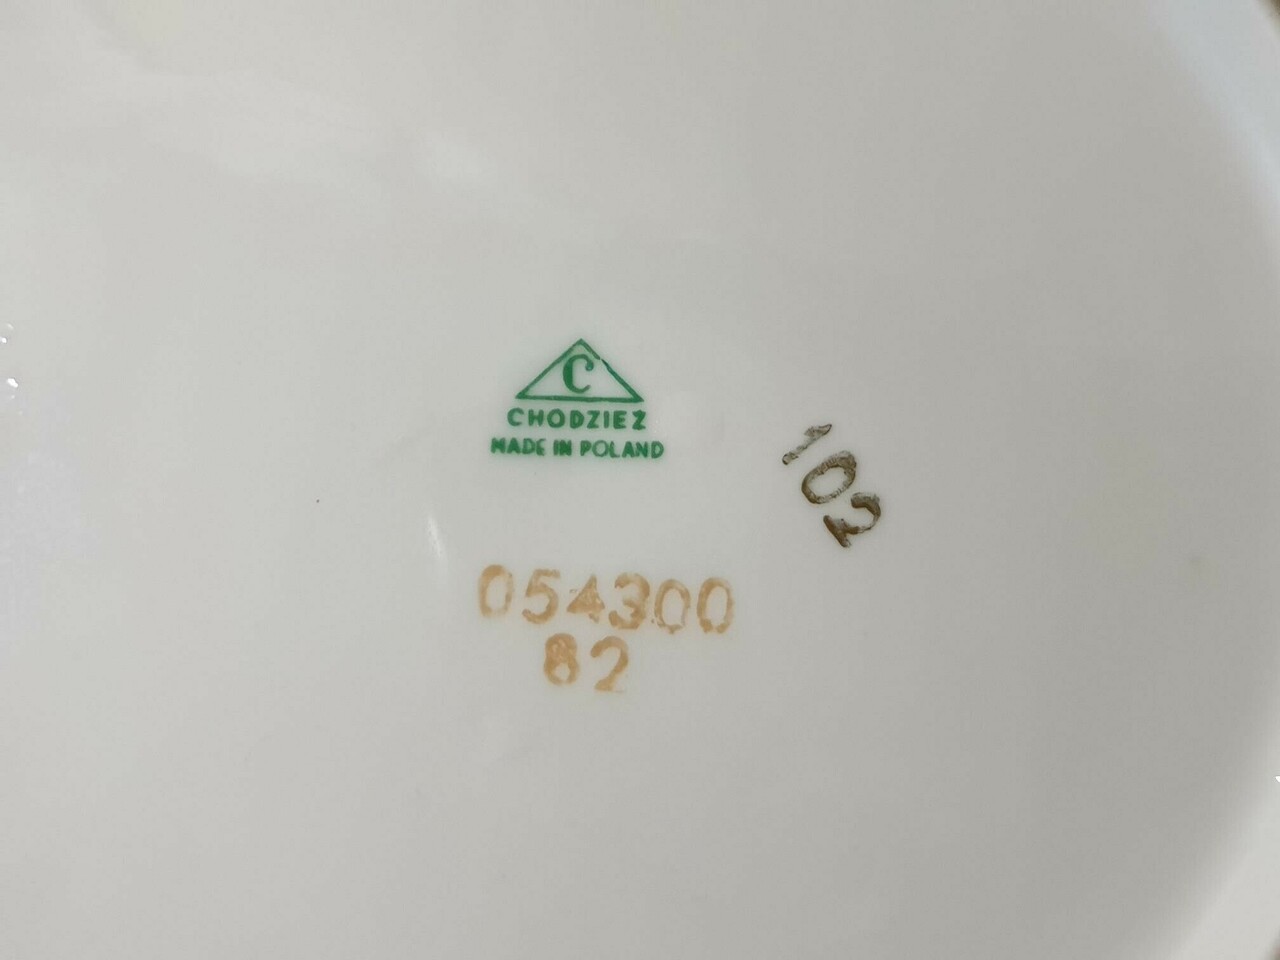 C
CHODZIEŻ
MADE IN POLAND
102
054300
82